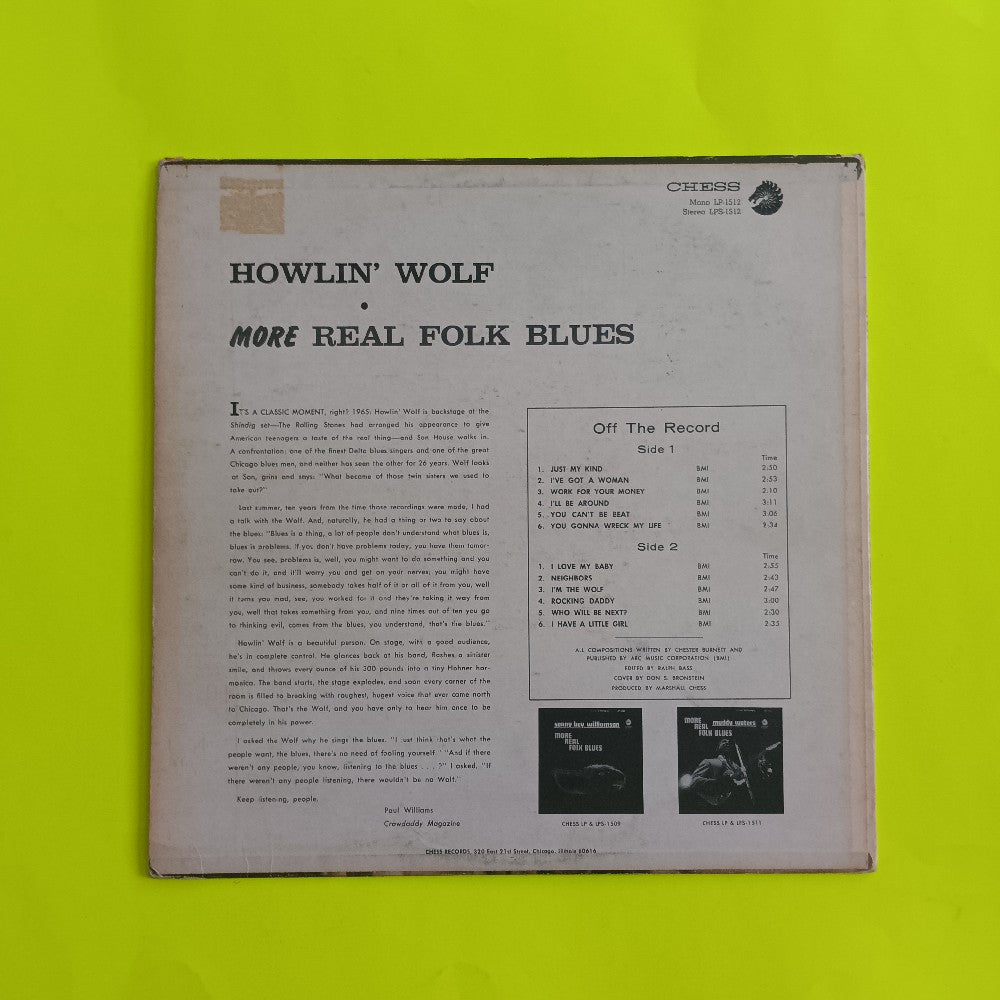 CHESS
Mono LP-1512
Stereo LPS-1512
HOWLIN' WOLF
•
MORE REAL FOLK BLUES
IT'S A CLASSIC MOMENT, right? 1965: Howlin' Wolf is backstage at the
Shindig set—The Rolling Stones had arranged his appearance to give
American teenagers a taste of the real thing—and Son House walks in.
A confrontation: one of the finest Delta blues singers and one of the great
Chicago blues men, and neither has seen the other for 26 years. Wolf looks
at Son, grins and says: "What became of those twin sisters we used to
take out?"
Last summer, ten years from the time those recordings were made, I had
a talk with the Wolf. And, naturally, he had a thing or two to say about
the blues: "Blues is a thing, a lot of people don't understand what blues is,
blues is problems. If you don't have problems today, you have them tomor-
row. You see, problems is, well, you might want to do something and you
can't do it, and it'll worry you and get on your nerves; you might have
some kind of business, somebody takes half of it or all of it from you, well
it turns you mad, see, you worked for it and they're taking it way from
you, well that takes something from you, and nine times out of ten you go
to thinking evil, comes from the blues, you understand, that's the blues."
Howlin' Wolf is a beautiful person. On stage, with a good audience,
he's in complete control. He glances back at his band, flashes a sinister
smile, and throws every ounce of his 300 pounds into a tiny Hohner har-
monica. The band starts, the stage explodes, and soon every corner of the
room is filled to breaking with roughest, hugest voice that ever came north
to Chicago. That's the Wolf, and you have only to hear him once to be
completely in his power.
I asked the Wolf why he sings the blues. "I just think that's what the
people want, the blues, there's no need of fooling yourself." "And if there
weren't any people, you know, listening to the blues . . . ?" I asked, "If
there weren't any people listening, there wouldn't be no Wolf."
Keep listening, people.
Paul Williams
Crawdaddy Magazine
Off The Record
Side 1
Time
1. JUST MY KIND BMI 2:50
2. I'VE GOT A WOMAN BMI 2:53
3. WORK FOR YOUR MONEY BMI 2:10
4. I'LL BE AROUND BMI 3:11
5. YOU CAN'T BE BEAT BMI 3:06
6. YOU GONNA WRECK MY LIFE BMI 2:34
Side 2
Time
1. I LOVE MY BABY BMI 2:35
2. NEIGHBORS BMI 2:43
3. I'M THE WOLF BMI 2:47
4. ROCKING DADDY BMI 3:00
5. WHO WILL BE NEXT? BMI 2:30
6. I HAVE A LITTLE GIRL BMI 2:35
ALL COMPOSITIONS WRITTEN BY CHESTER BURNETT AND
PUBLISHED BY ARC MUSIC CORPORATION (BMI)
EDITED BY RALPH BASS
COVER BY DON S. BRONSTEIN
PRODUCED BY MARSHALL CHESS
sonny boy williamson
MORE
REAL
FOLK BLUES
CHESS LP & LPS-1509
MORE
REAL
FOLK BLUES
muddy waters
CHESS LP & LPS-1511
CHESS RECORDS, 320 East 21st Street, Chicago, Illinois 60616